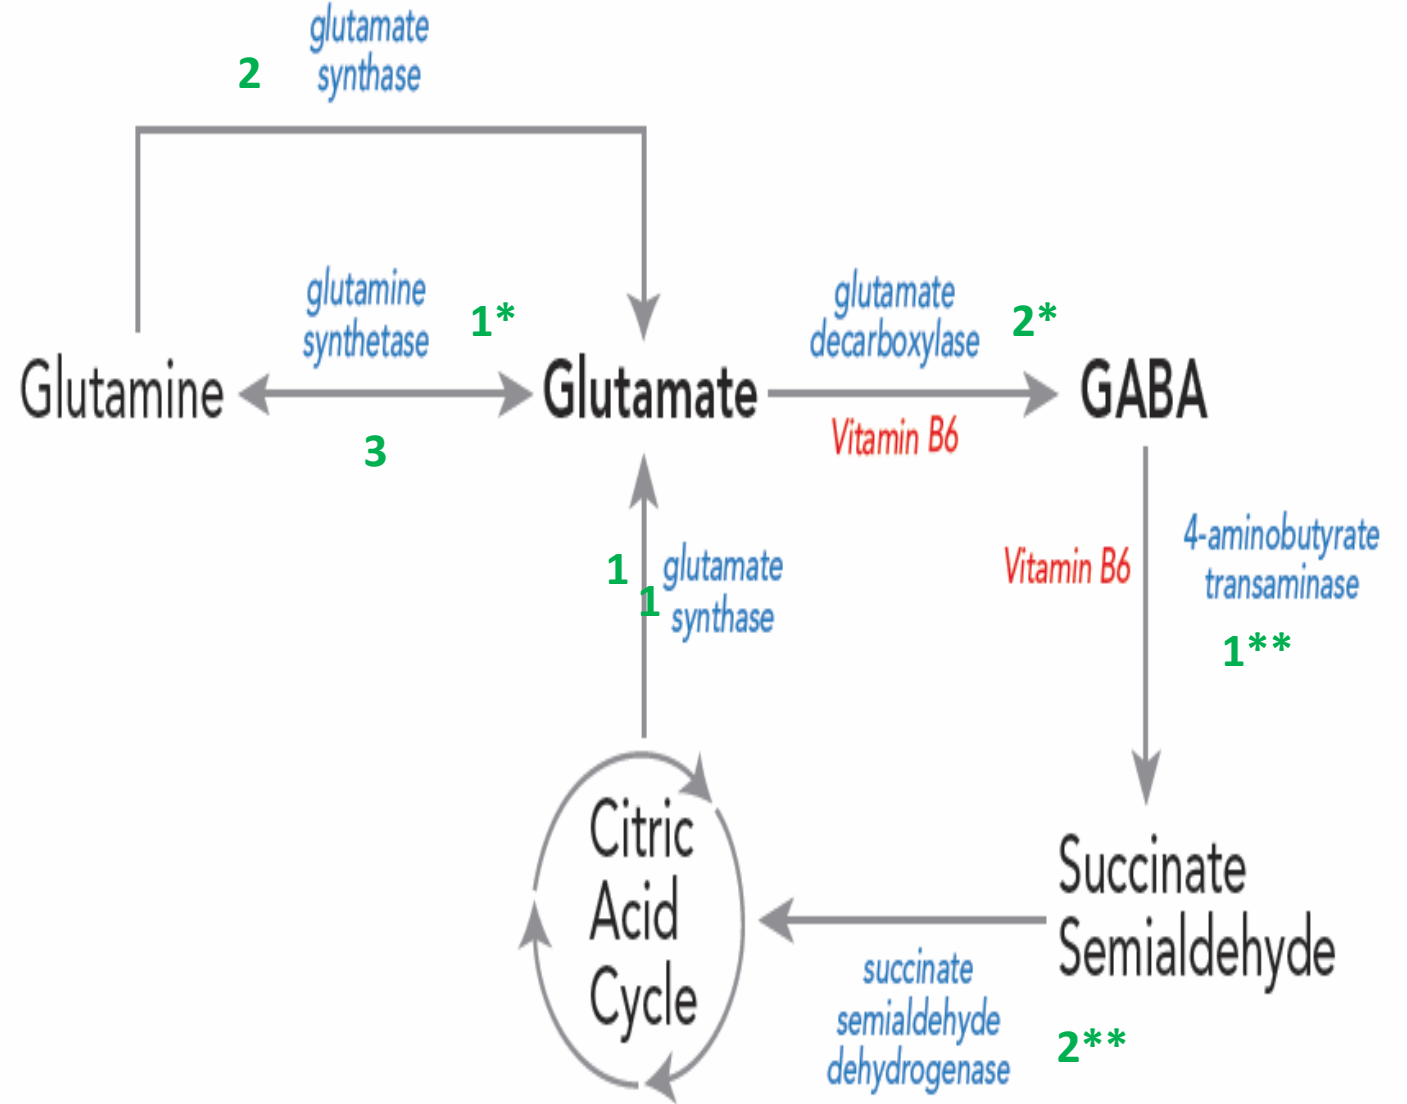 glutamate
synthase
2
glutamine
synthetase
1*
glutamate
decarboxylase
2*
Glutamine
Glutamate
GABA
3
Vitamin B6
4-aminobutyrate
transaminase
Vitamin B6
1**
1
1
glutamate
synthase
Citric
Acid
Cycle
Succinate
Semialdehyde
succinate
semialdehyde
dehydrogenase
2**